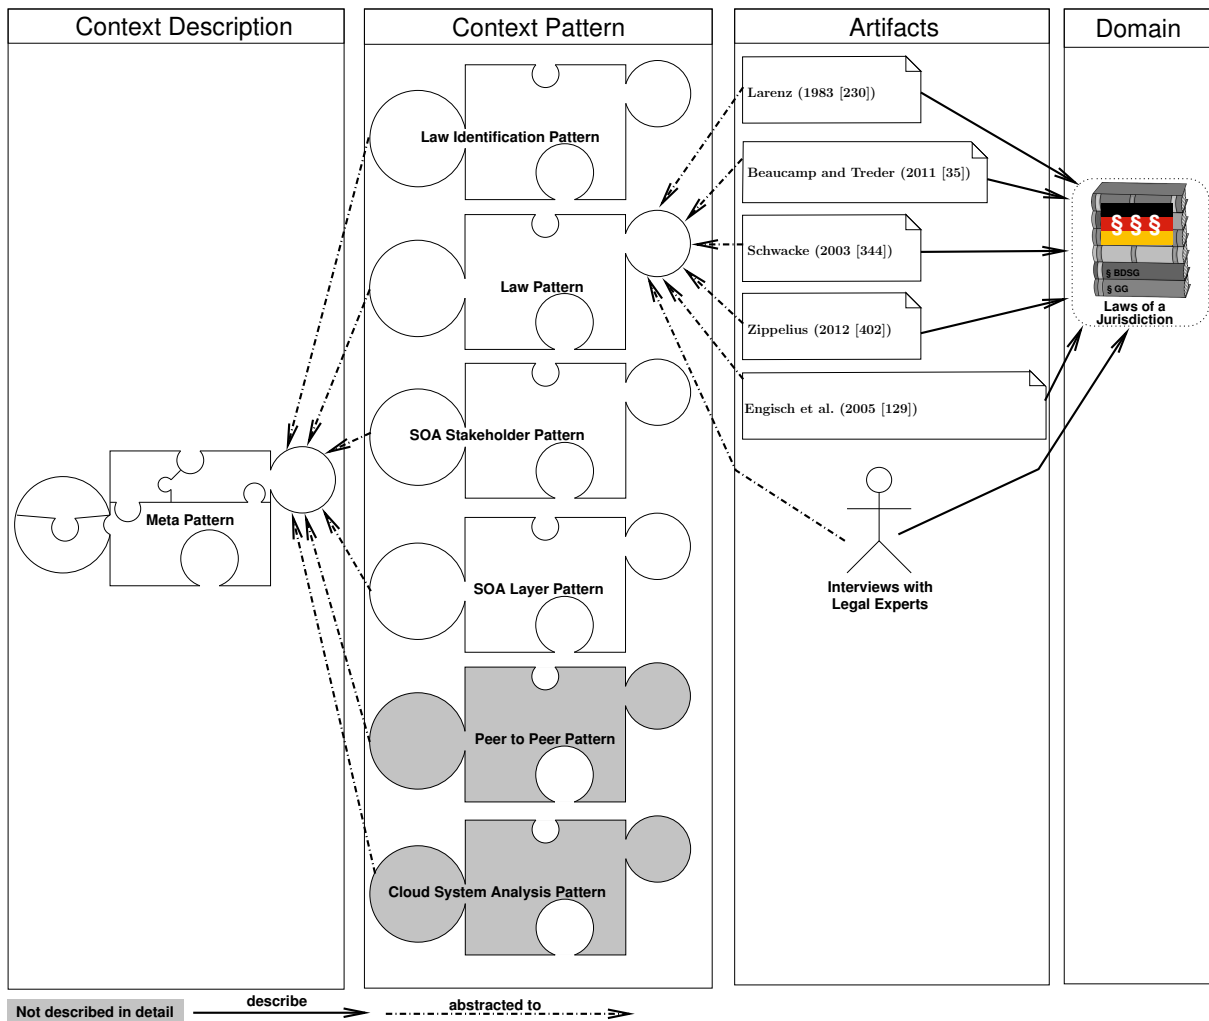 Context Description
Context Pattern
Artifacts
Domain
Law Identification Pattern
Law Pattern
SOA Stakeholder Pattern
SOA Layer Pattern
Peer to Peer Pattern
Cloud System Analysis Pattern
Meta Pattern
Larenz (1983 [230])
Beaucamp and Treder (2011 [35])
Schwacke (2003 [344])
Zippelius (2012 [402])
Engisch et al. (2005 [129])
Interviews with
Legal Experts
§ § §
§ BDSG
§ GG
Laws of a
Jurisdiction
Not described in detail
describe
abstracted to